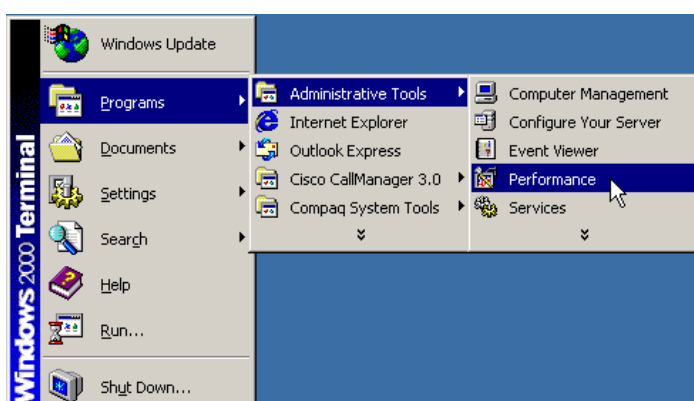 Windows Update
Programs
Documents
Settings
Search
Help
Run...
Shut Down...
Windows 2000 Terminal
Administrative Tools
Internet Explorer
Outlook Express
Cisco CallManager 3.0
Compaq System Tools
Computer Management
Configure Your Server
Event Viewer
Performance
Services